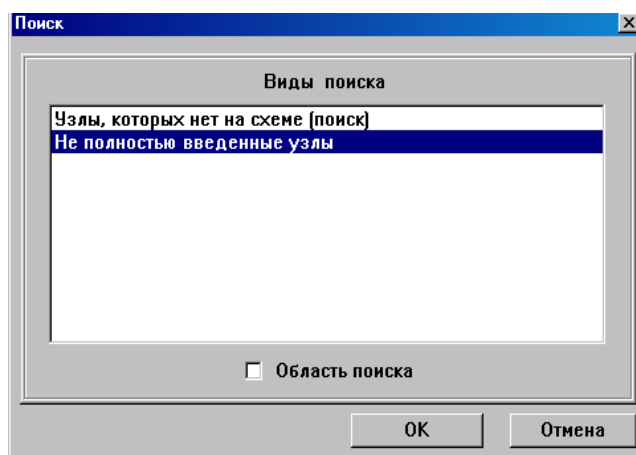 Поиск
Виды поиска
Узлы, которых нет на схеме (поиск)
Не полностью введенные узлы
Область поиска
OK
Отмена